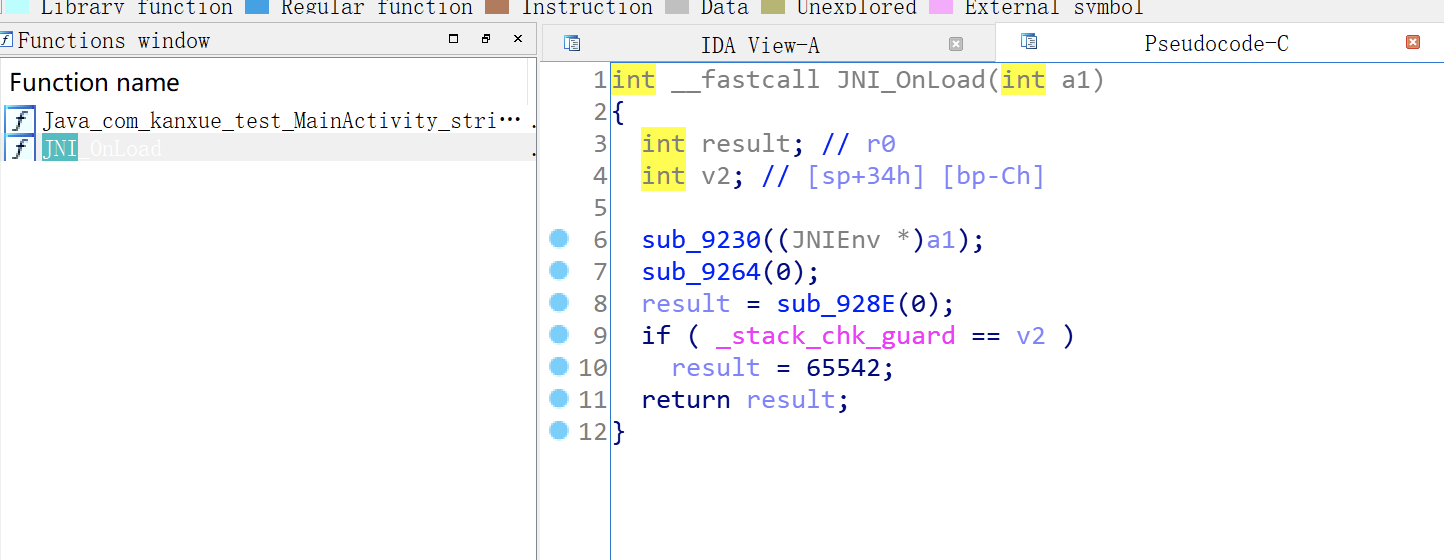 Library function Regular function Instruction Data Unexplored External symbol
Functions window
IDA View-A
Pseudocode-C
Function name
Java_com_kanxue_test_MainActivity_stri… .
JNI_OnLoad .
1 int __fastcall JNI_OnLoad(int a1)
2 {
3 int result; // r0
4 int v2; // [sp+34h] [bp-Ch]
5
6 sub_9230((JNIEnv *)a1);
7 sub_9264(0);
8 result = sub_928E(0);
9 if ( _stack_chk_guard == v2 )
10 result = 65542;
11 return result;
12 }